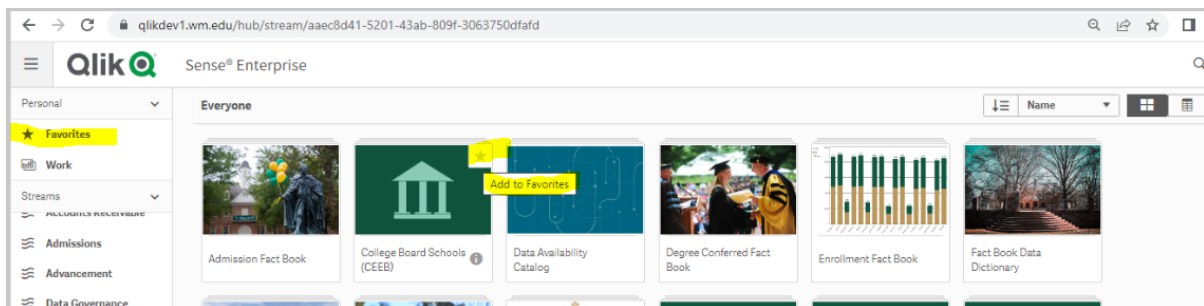 qlikdev1.wm.edu/hub/stream/aaec8d41-5201-43ab-809f-3063750dfafd
Qlik Sense® Enterprise
Personal
Everyone
Name
Favorites
Work
Add to Favorites
Streams
Accounts Receivable
Admissions
Advancement
Data Governance
Admission Fact Book
College Board Schools
(CEEB)
Data Availability
Catalog
Degree Conferred Fact
Book
Enrollment Fact Book
Fact Book Data
Dictionary